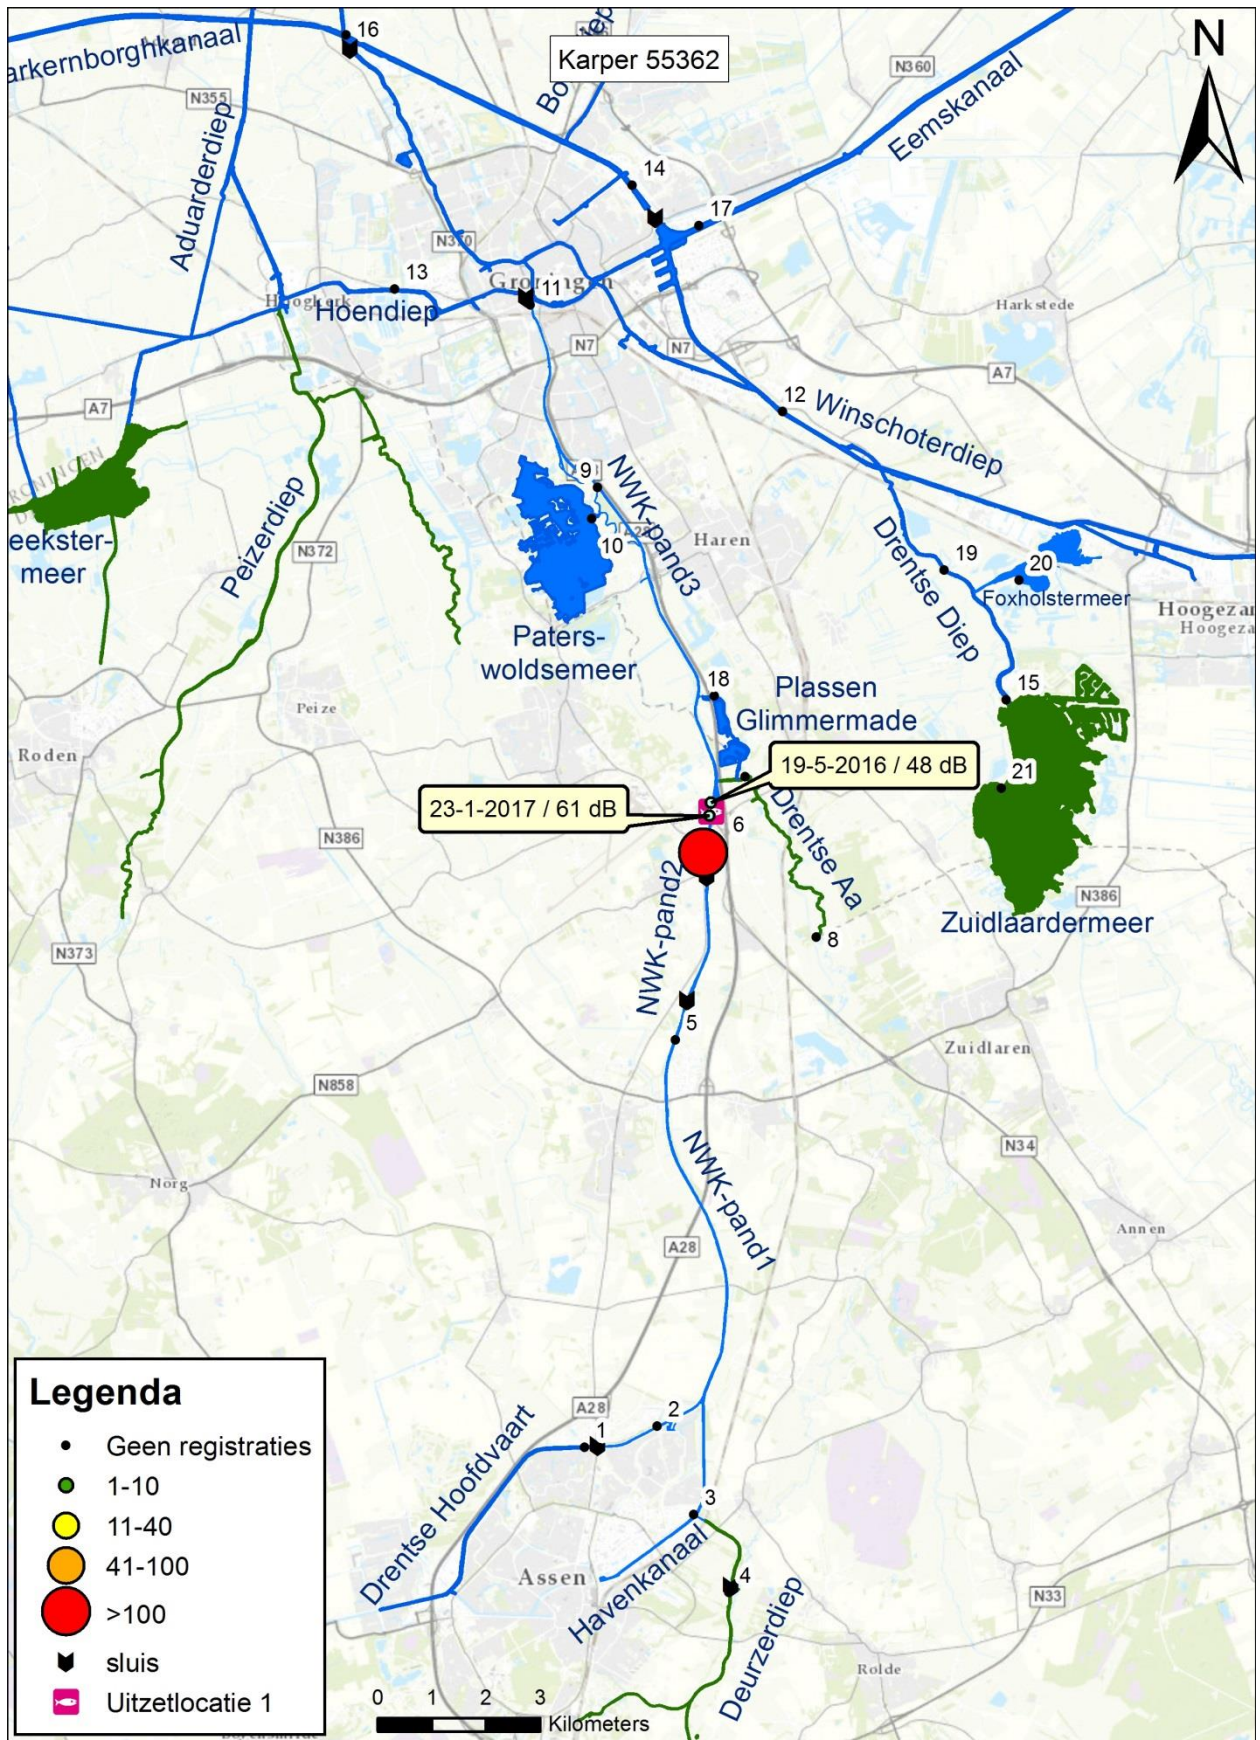 Karper 55362
N
16
arkernborghkanaal
N355
Aduarderdiep
N360
Eemskanaal
14
17
N370
13
Groningen
11
Hoogkerk
Hoendiep
Harkstede
N7
N7
A7
A7
12
Winschoterdiep
9
NWK-pand3
10
A28
Haren
Peizerdiep
N372
eekster-
meer
Drentse Diep
19
20
Foxholstermeer
Hoogezan
Hoogeza
Paters-
woldsemeer
18
Plassen
Glimmermade
15
Peize
Roden
19-5-2016 / 48 dB
21
23-1-2017 / 61 dB
6
Drentse Aa
N386
NWK-pand2
N386
8
Zuidlaardermeer
N373
5
Zuidlaren
N858
NWK-pand1
N34
Norg
Annen
A28
Legenda
Geen registraties
1-10
11-40
41-100
>100
sluis
Uitzetlocatie 1
A28
2
1
Drentse Hoofdvaart
3
Assen
Havenkanaal
4
Deurzerdiep
N33
Rolde
0 1 2 3
Kilometers